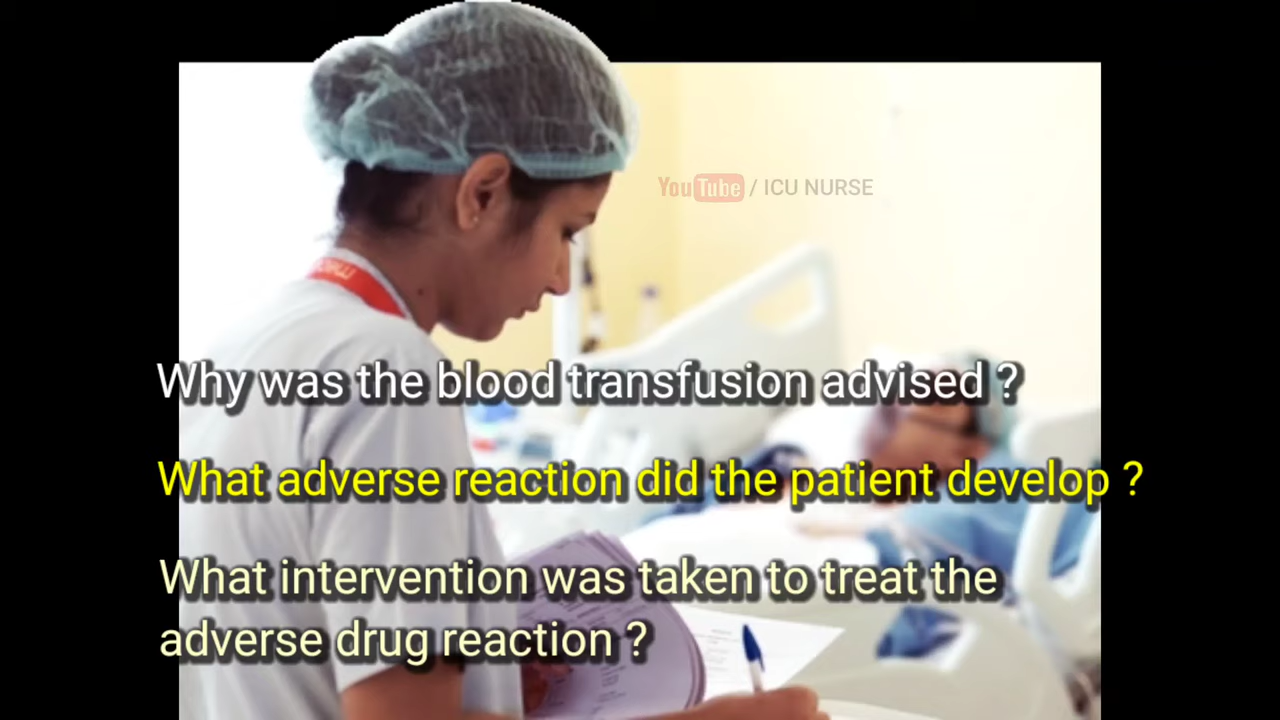 YouTube / ICU NURSE
Why was the blood transfusion advised ?
What adverse reaction did the patient develop ?
What intervention was taken to treat the
adverse drug reaction ?